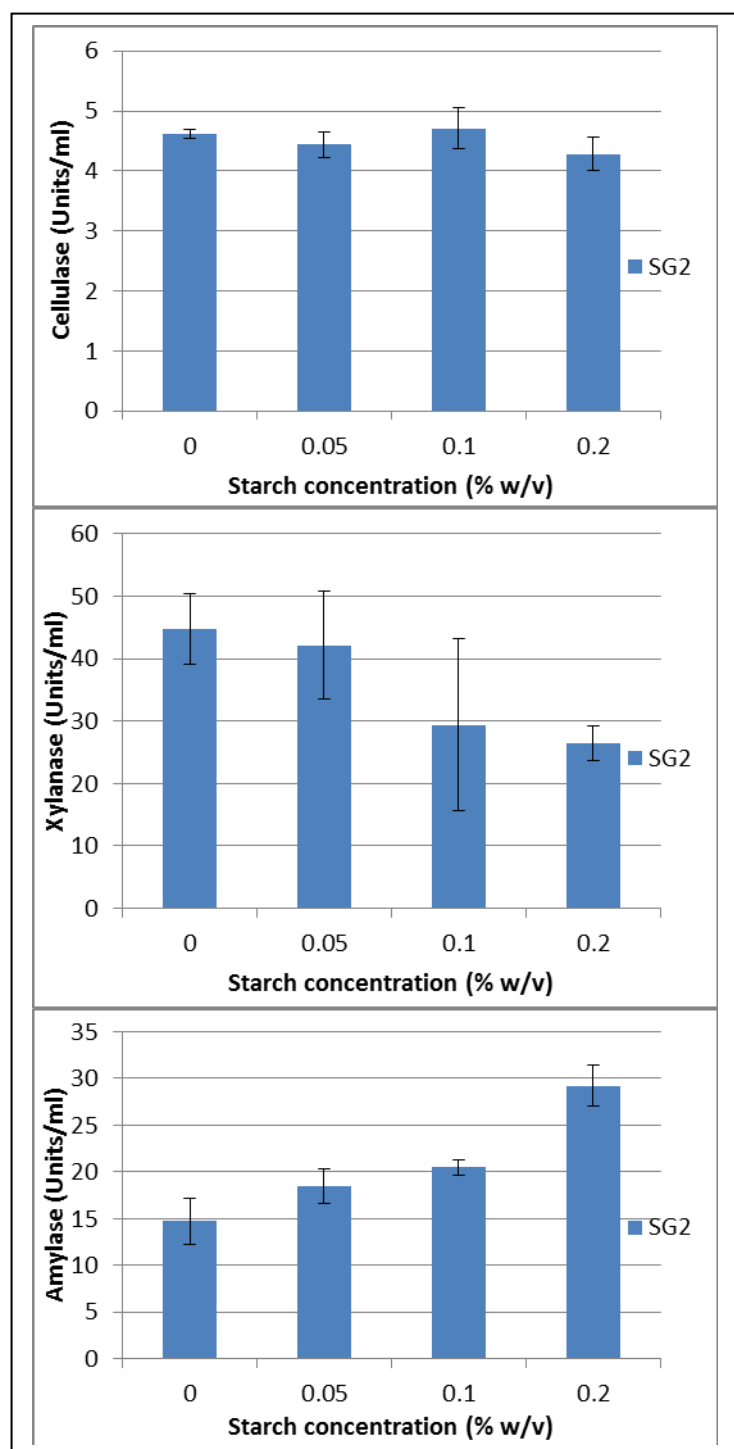 Cellulase (Units/ml)
6
5
4
3
2
1
0
0 0.05 0.1 0.2
Starch concentration (% w/v)
SG2
Xylanase (Units/ml)
60
50
40
30
20
10
0
0 0.05 0.1 0.2
Starch concentration (% w/v)
SG2
Amylase (Units/ml)
35
30
25
20
15
10
5
0
0 0.05 0.1 0.2
Starch concentration (% w/v)
SG2